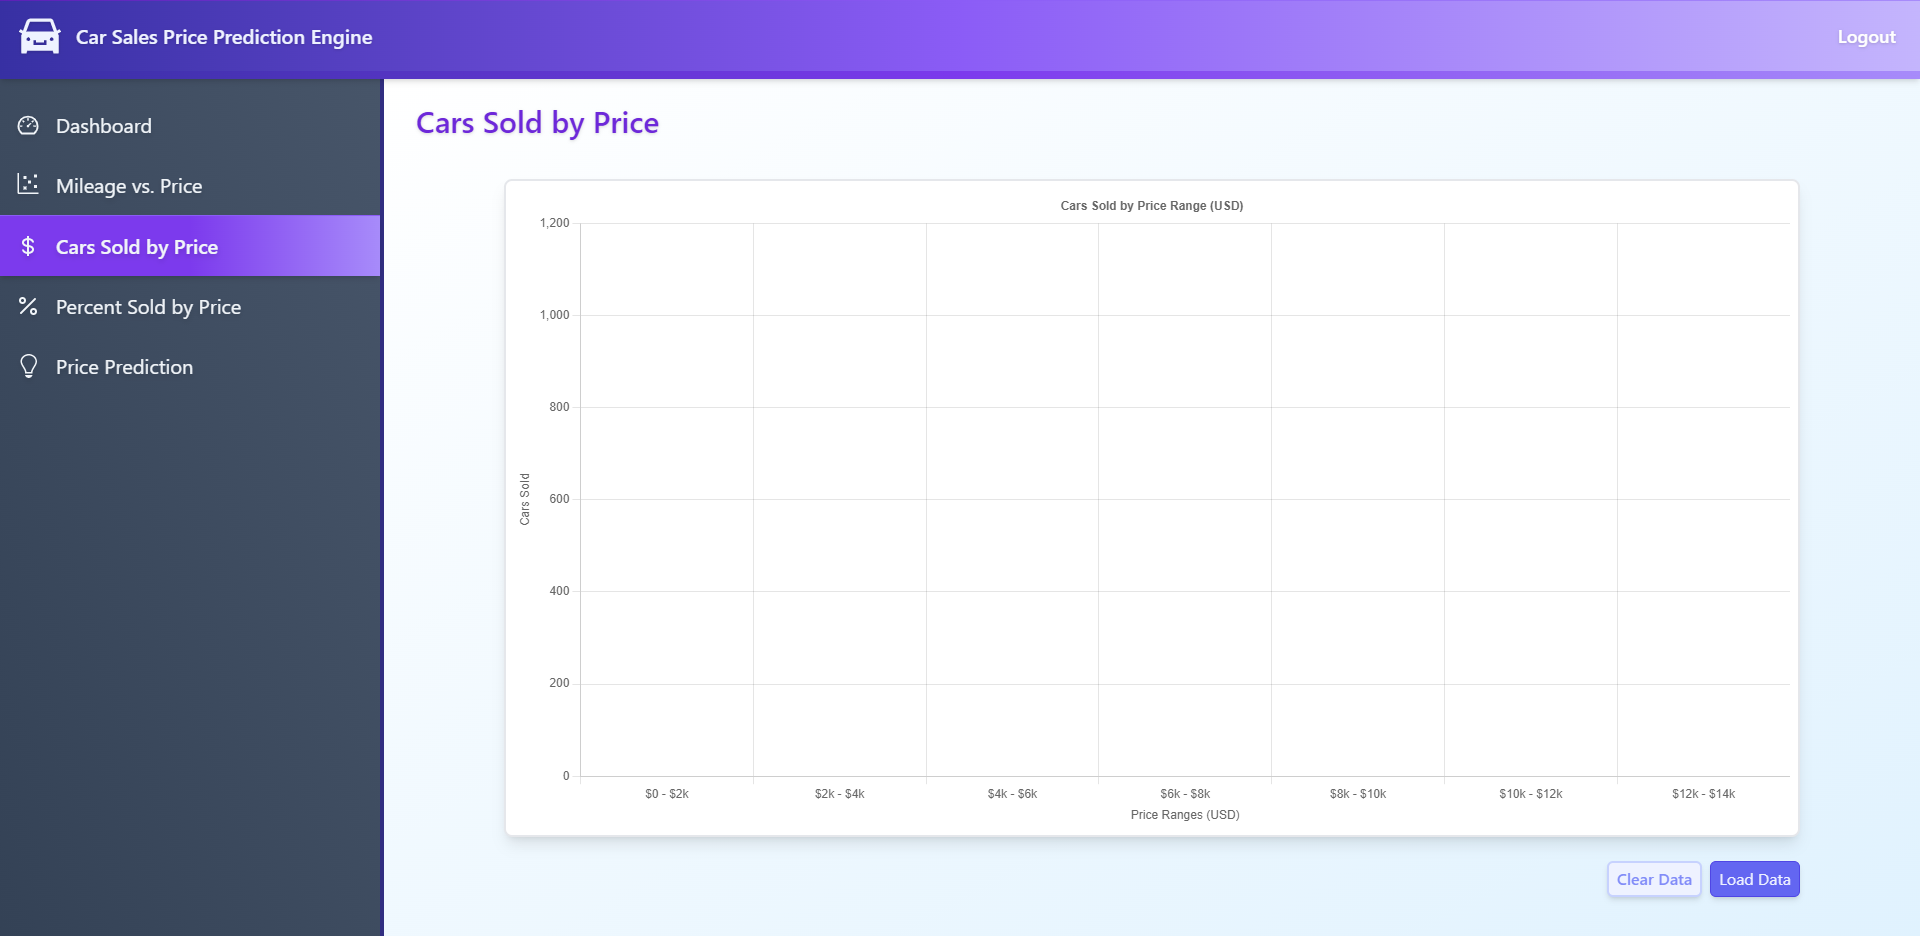 Car Sales Price Prediction Engine
Logout
Dashboard
Mileage vs. Price
Cars Sold by Price
Percent Sold by Price
Price Prediction
Cars Sold by Price
Cars Sold by Price Range (USD)
1,200
1,000
800
600
400
200
0
Cars Sold
$0 - $2k
$2k - $4k
$4k - $6k
$6k - $8k
$8k - $10k
$10k - $12k
$12k - $14k
Price Ranges (USD)
Clear Data
Load Data